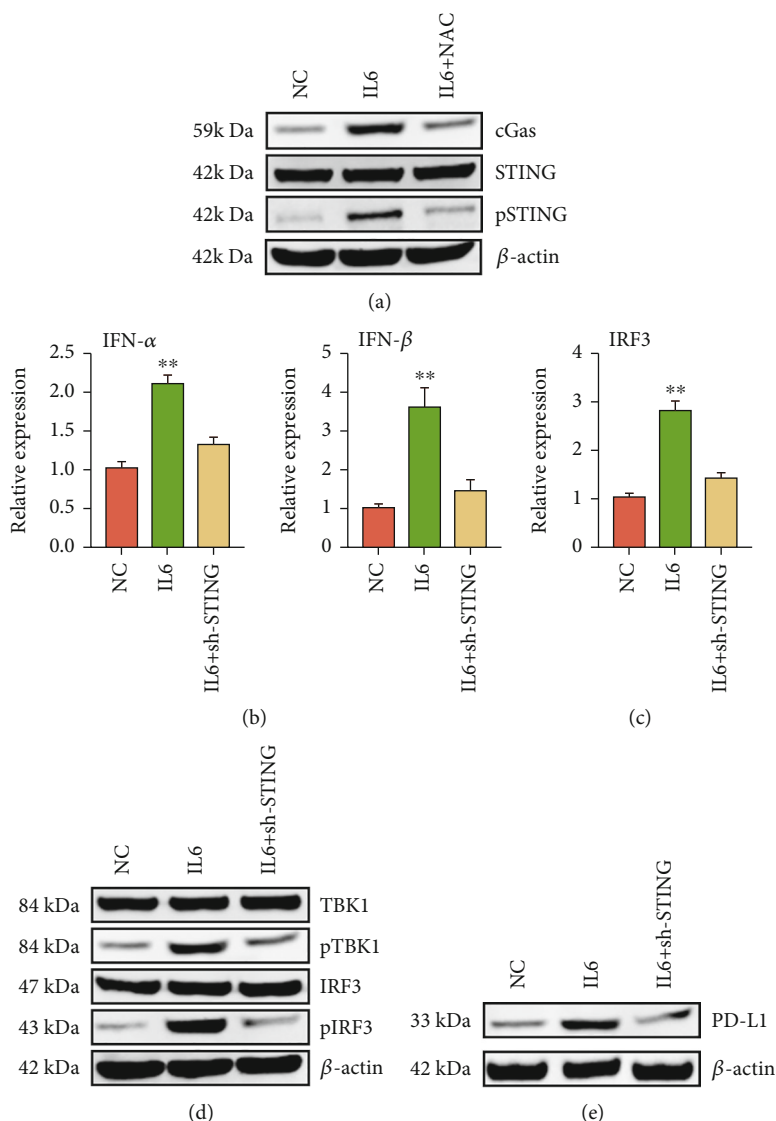 NC
IL6
IL6+NAC
59k Da
cGas
42k Da
STING
42k Da
pSTING
42k Da
β-actin
(a)
IFN-α
**
Relative expression
2.5
2.0
1.5
1.0
0.5
0.0
NC
IL6
IL6+sh-STING
IFN-β
**
Relative expression
5
4
3
2
1
0
NC
IL6
IL6+sh-STING
(b)
IRF3
**
Relative expression
4
3
2
1
0
NC
IL6
IL6+sh-STING
(c)
NC
IL6
IL6+sh-STING
84 kDa
TBK1
84 kDa
pTBK1
47 kDa
IRF3
43 kDa
pIRF3
42 kDa
β-actin
(d)
NC
IL6
IL6+sh-STING
33 kDa
PD-L1
42 kDa
β-actin
(e)